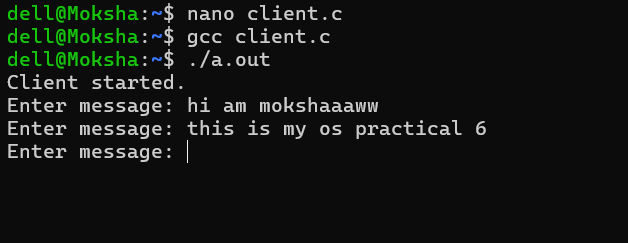 dell@Moksha:~$ nano client.c
dell@Moksha:~$ gcc client.c
dell@Moksha:~$ ./a.out
Client started.
Enter message: hi am mokshaaaww
Enter message: this is my os practical 6
Enter message: